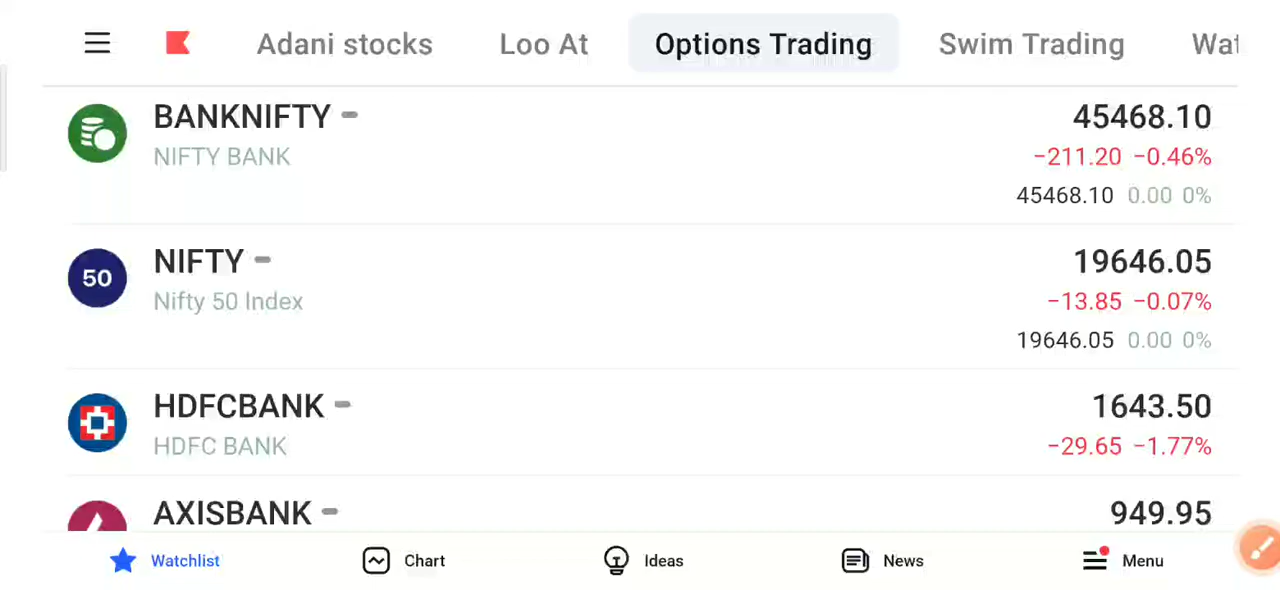 Adani stocks Loo At Options Trading Swim Trading Wat
BANKNIFTY 45468.10
NIFTY BANK −211.20 −0.46%
45468.10 0.00 0%
NIFTY 19646.05
50
Nifty 50 Index −13.85 −0.07%
19646.05 0.00 0%
HDFCBANK 1643.50
HDFC BANK −29.65 −1.77%
AXISBANK 949.95
Watchlist Chart Ideas News Menu